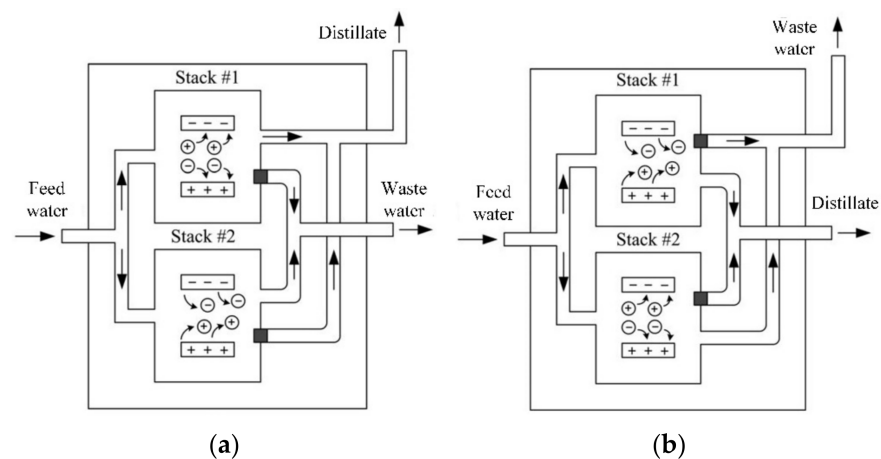 Distillate
Stack #1
− − −
+ +
− −
+ + +
Feed
water
Waste
water
Stack #2
− − −
− −
+ +
+ + +
(a)
Waste
water
Stack #1
− − −
− −
+ +
+ + +
Feed
water
Distillate
Stack #2
− − −
+ +
− −
+ + +
(b)